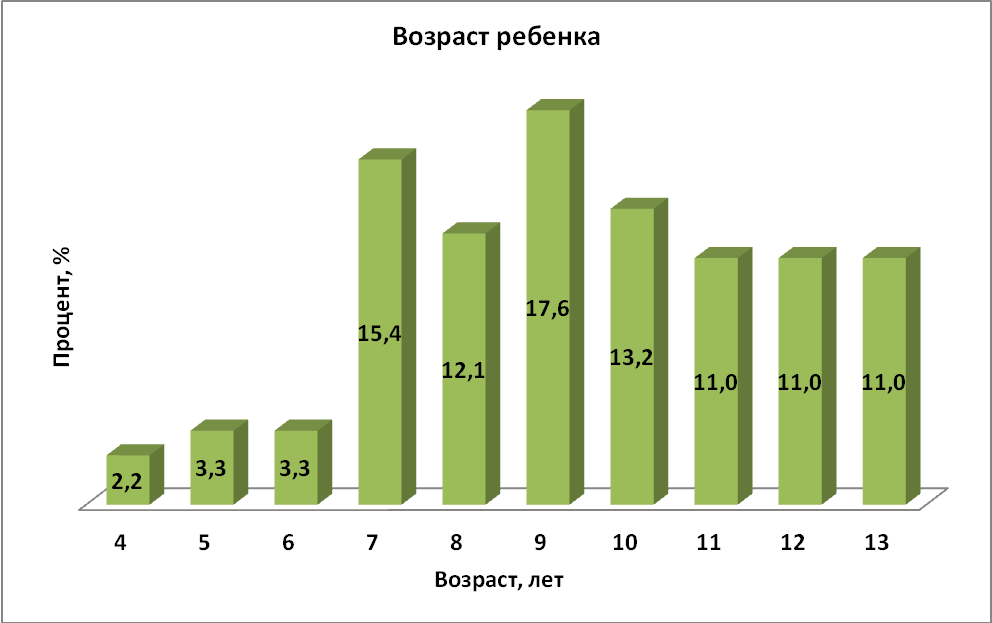 Возраст ребенка
Процент, %
2,2
3,3
3,3
15,4
12,1
17,6
13,2
11,0
11,0
11,0
4 5 6 7 8 9 10 11 12 13
Возраст, лет